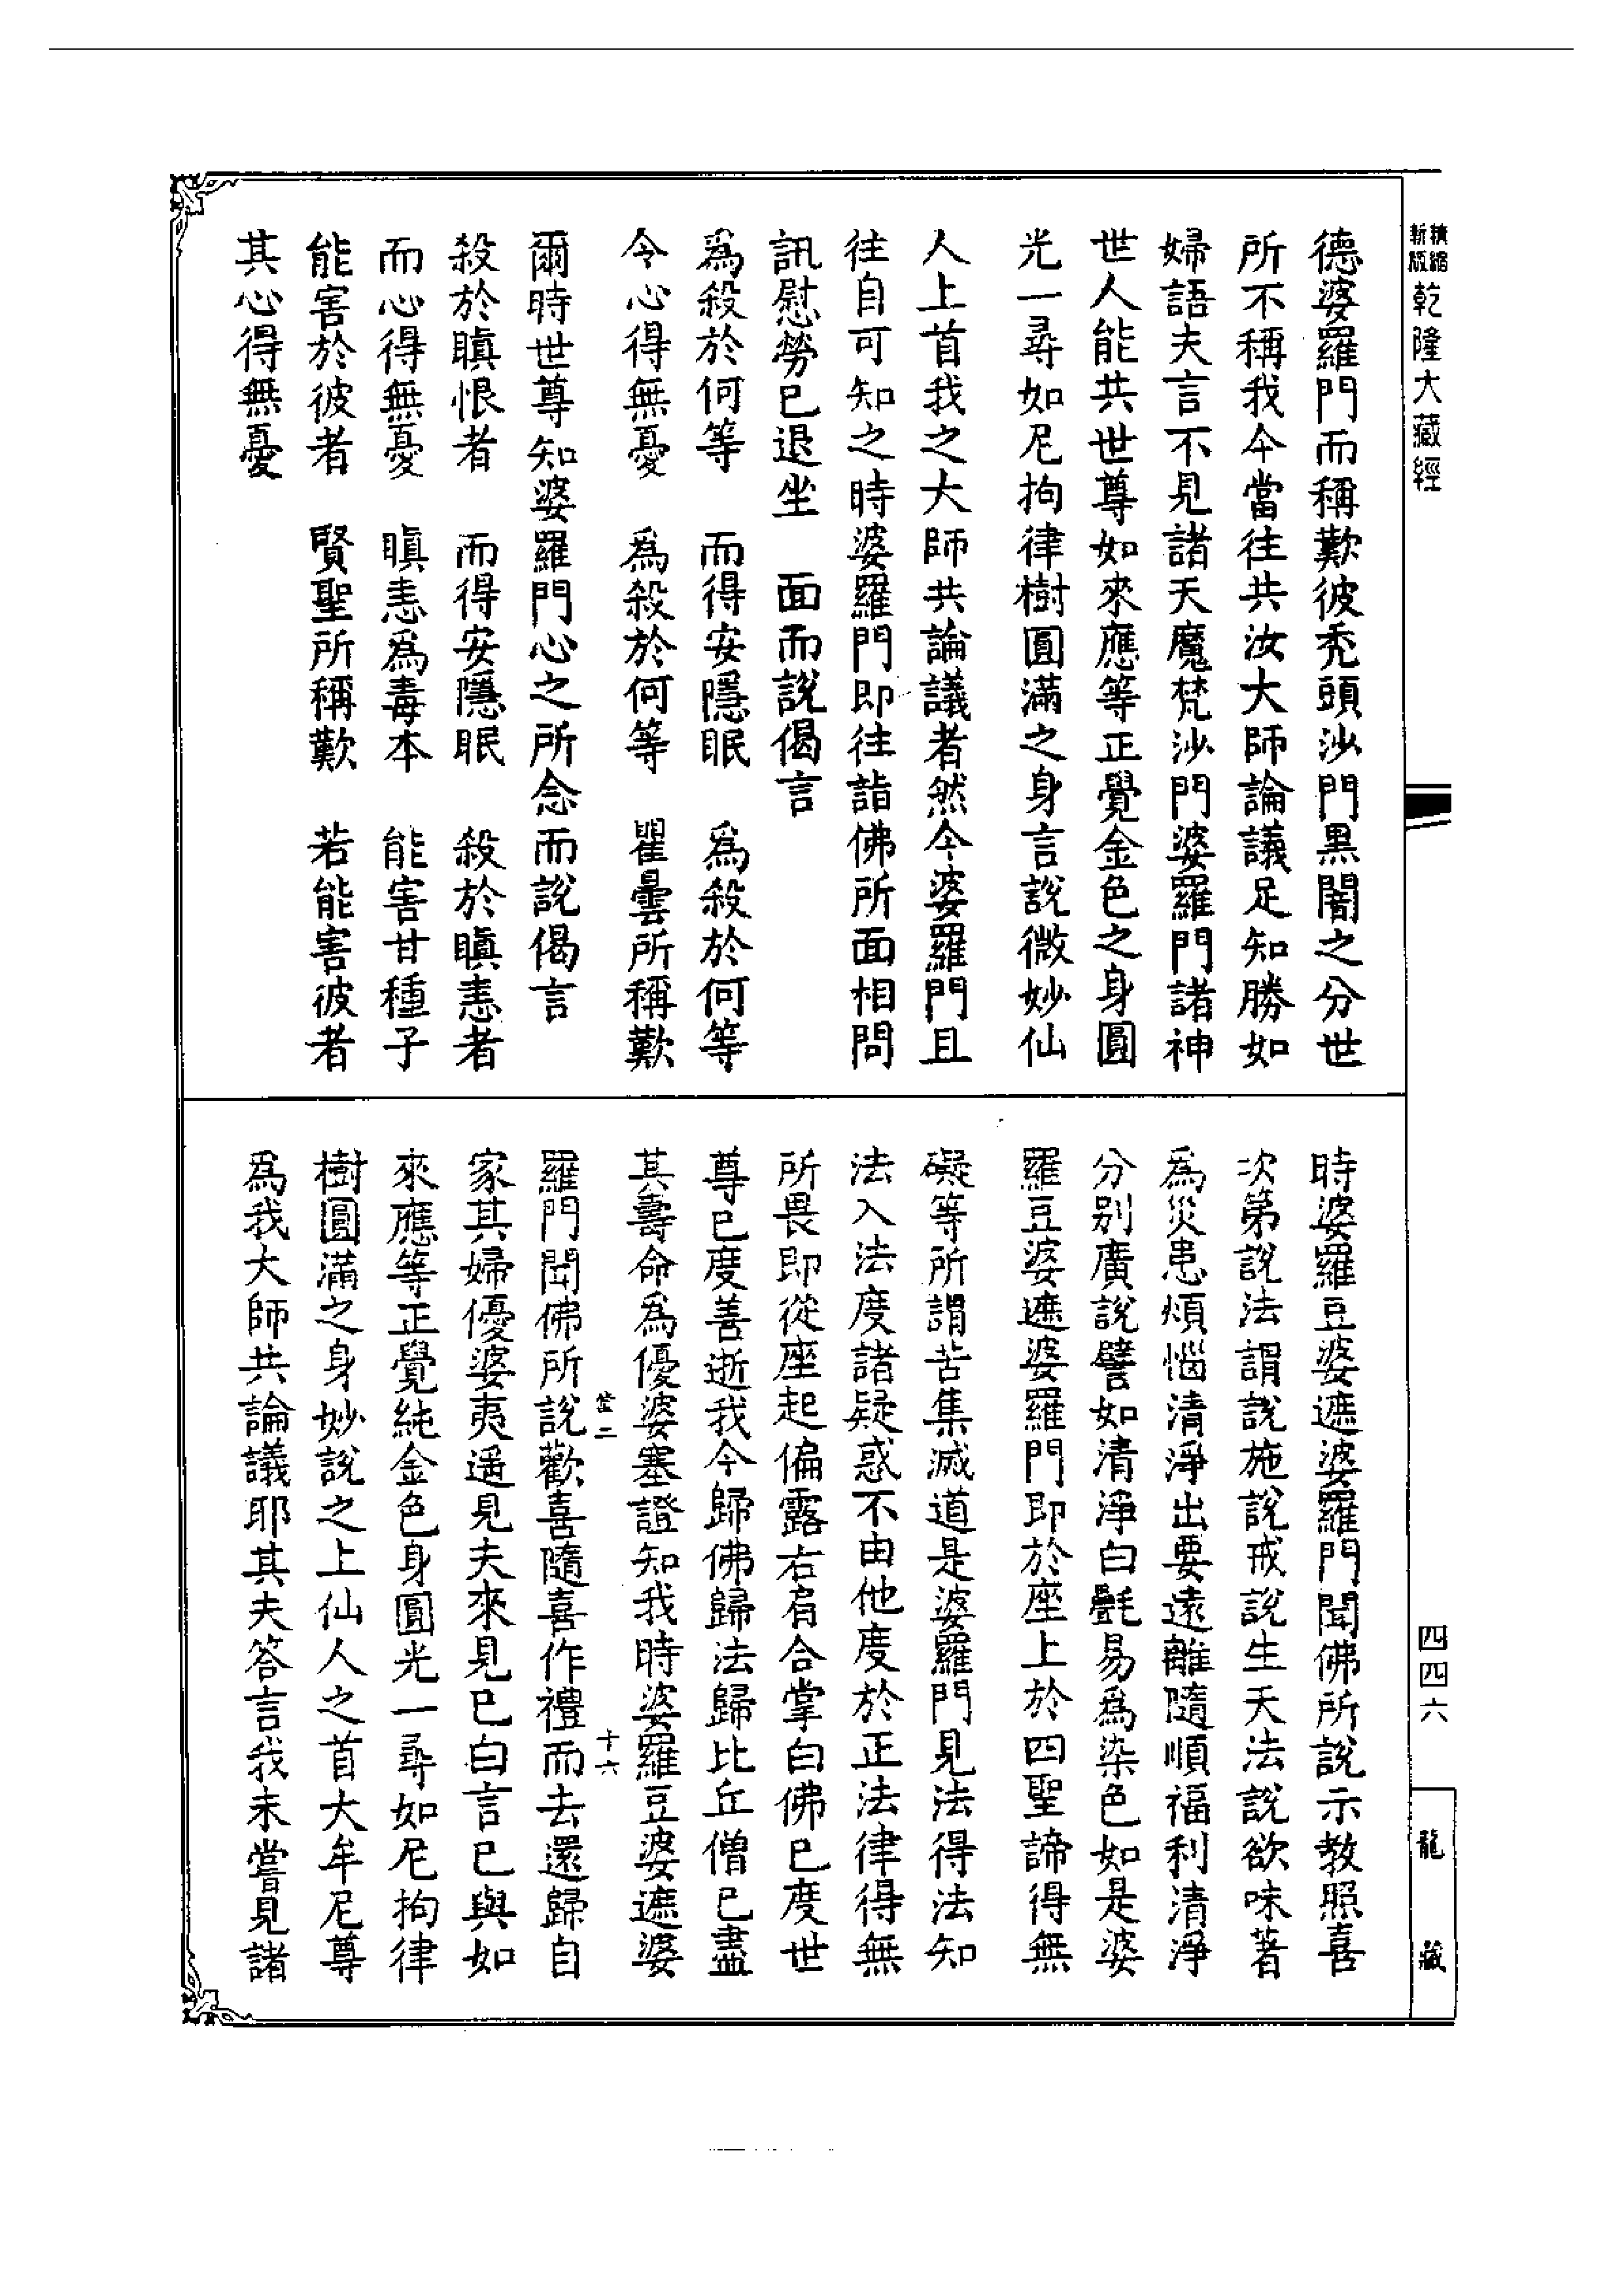 精縮
新版
乾隆大藏經
德婆羅門而稱歎彼禿頭沙門黑闇之分世
所不稱我今當往共汝大師論議足知勝如
婦語夫言不見諸天魔梵沙門婆羅門諸神
世人能共世尊如來應等正覺金色之身圓
光一尋如尼拘律樹圓滿之身言說微妙仙
人上首我之大師共論議者然今婆羅門且
往自可知之時婆羅門即往詣佛所面相問
訊慰勞已退坐　面而說偈言
爲殺於何等　而得安隱眠　爲殺於何等
令心得無憂　爲殺於何等　瞿曇所稱歎
爾時世尊知婆羅門心之所念而說偈言
殺於瞋恨者　而得安隱眠　殺於瞋恚者
而心得無憂　瞋恚爲毒本　能害甘種子
能害於彼者　賢聖所稱歎　若能害彼者
其心得無憂
時婆羅豆婆遮婆羅門聞佛所說示教照喜
次第說法謂說施說戒說生天法說欲味著
爲災患煩惱清淨出要遠離隨順福利清淨
分別廣說譬如清淨白氎易爲染色如是婆
羅豆婆遮婆羅門即於座上於四聖諦得無
礙等所謂苦集滅道是婆羅門見法得法知
法入法度諸疑惑不由他度於正法律得無
所畏即從座起偏露右肩合掌白佛已度世
尊已度善逝我今歸佛歸法歸比丘僧已盡
其壽命爲優婆塞證知我時婆羅豆婆遮婆
二　十六
羅門聞佛所說歡喜隨喜作禮而去還歸自
家其婦優婆夷遥見夫來見已白言已與如
來應等正覺純金色身圓光一尋如尼拘律
樹圓滿之身妙說之上仙人之首大牟尼尊
爲我大師共論議耶其夫答言我未嘗見諸
四四六
龍藏